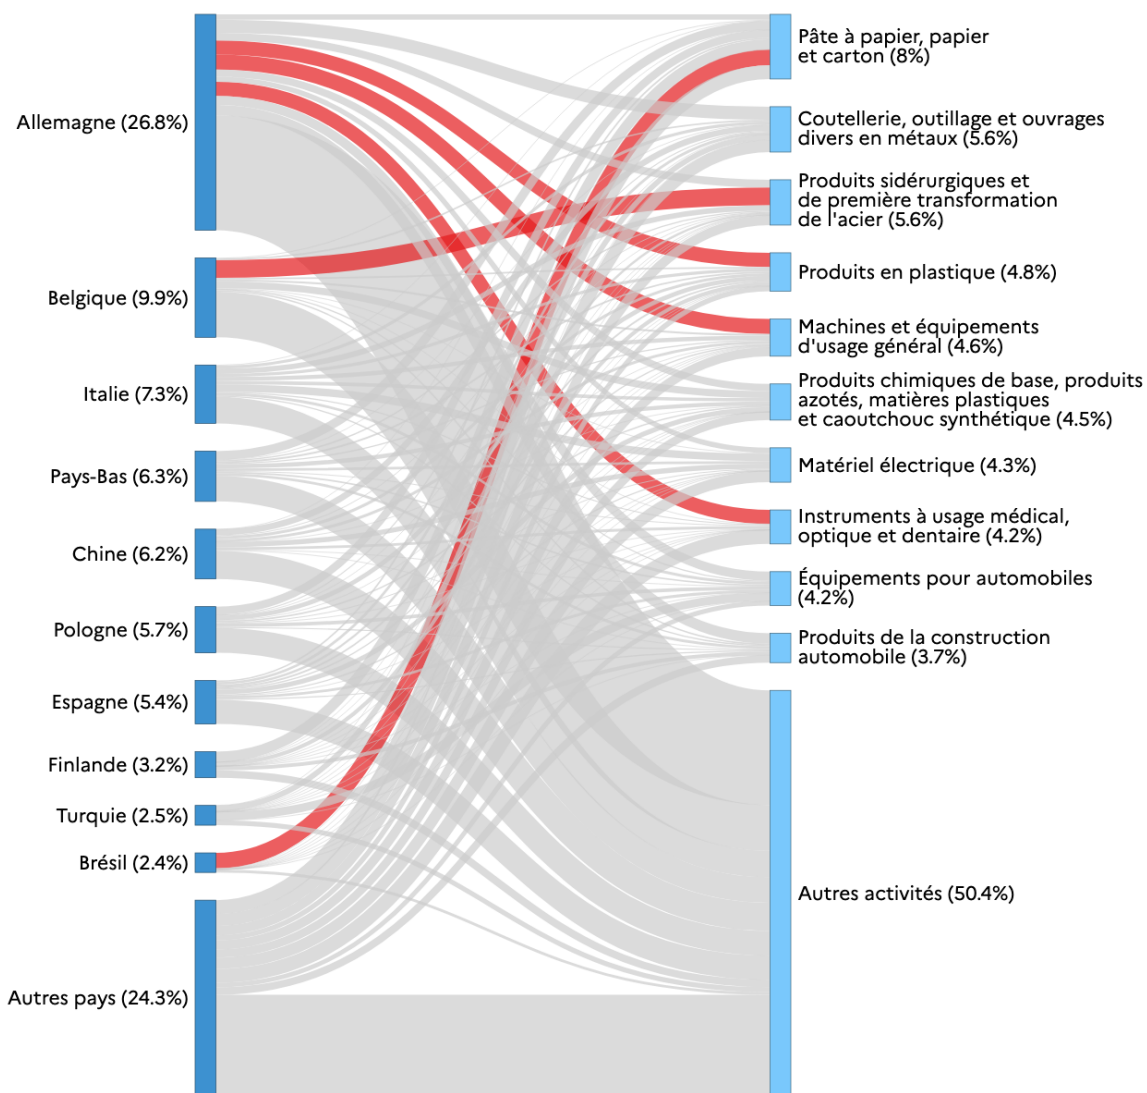 Allemagne (26.8%)
Belgique (9.9%)
Italie (7.3%)
Pays-Bas (6.3%)
Chine (6.2%)
Pologne (5.7%)
Espagne (5.4%)
Finlande (3.2%)
Turquie (2.5%)
Brésil (2.4%)
Autres pays (24.3%)
Pâte à papier, papier
et carton (8%)
Coutellerie, outillage et ouvrages
divers en métaux (5.6%)
Produits sidérurgiques et
de première transformation
de l'acier (5.6%)
Produits en plastique (4.8%)
Machines et équipements
d'usage général (4.6%)
Produits chimiques de base, produits
azotés, matières plastiques
et caoutchouc synthétique (4.5%)
Matériel électrique (4.3%)
Instruments à usage médical,
optique et dentaire (4.2%)
Équipements pour automobiles
(4.2%)
Produits de la construction
automobile (3.7%)
Autres activités (50.4%)